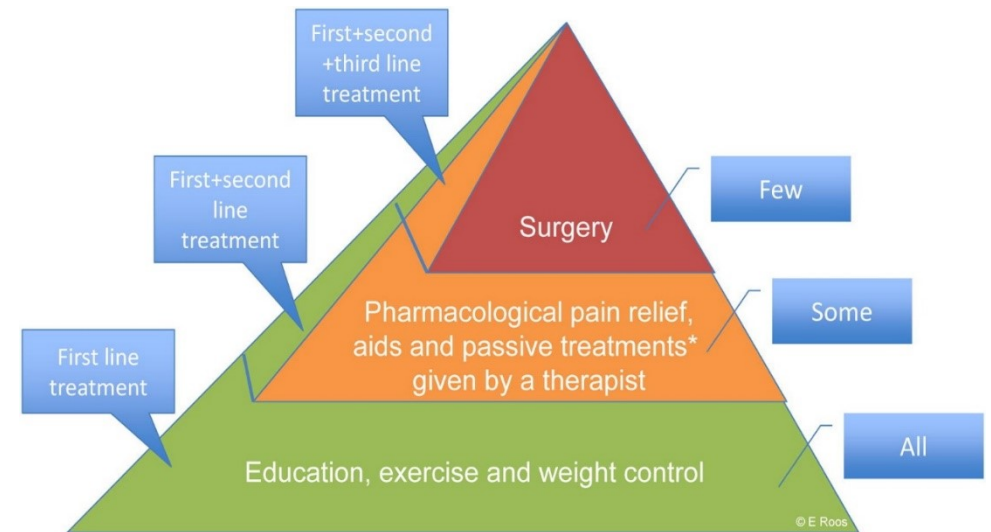 First+second
+third line
treatment
First+second
line
treatment
First line
treatment
Surgery
Few
Pharmacological pain relief,
aids and passive treatments*
given by a therapist
Some
Education, exercise and weight control
All
© E Roos